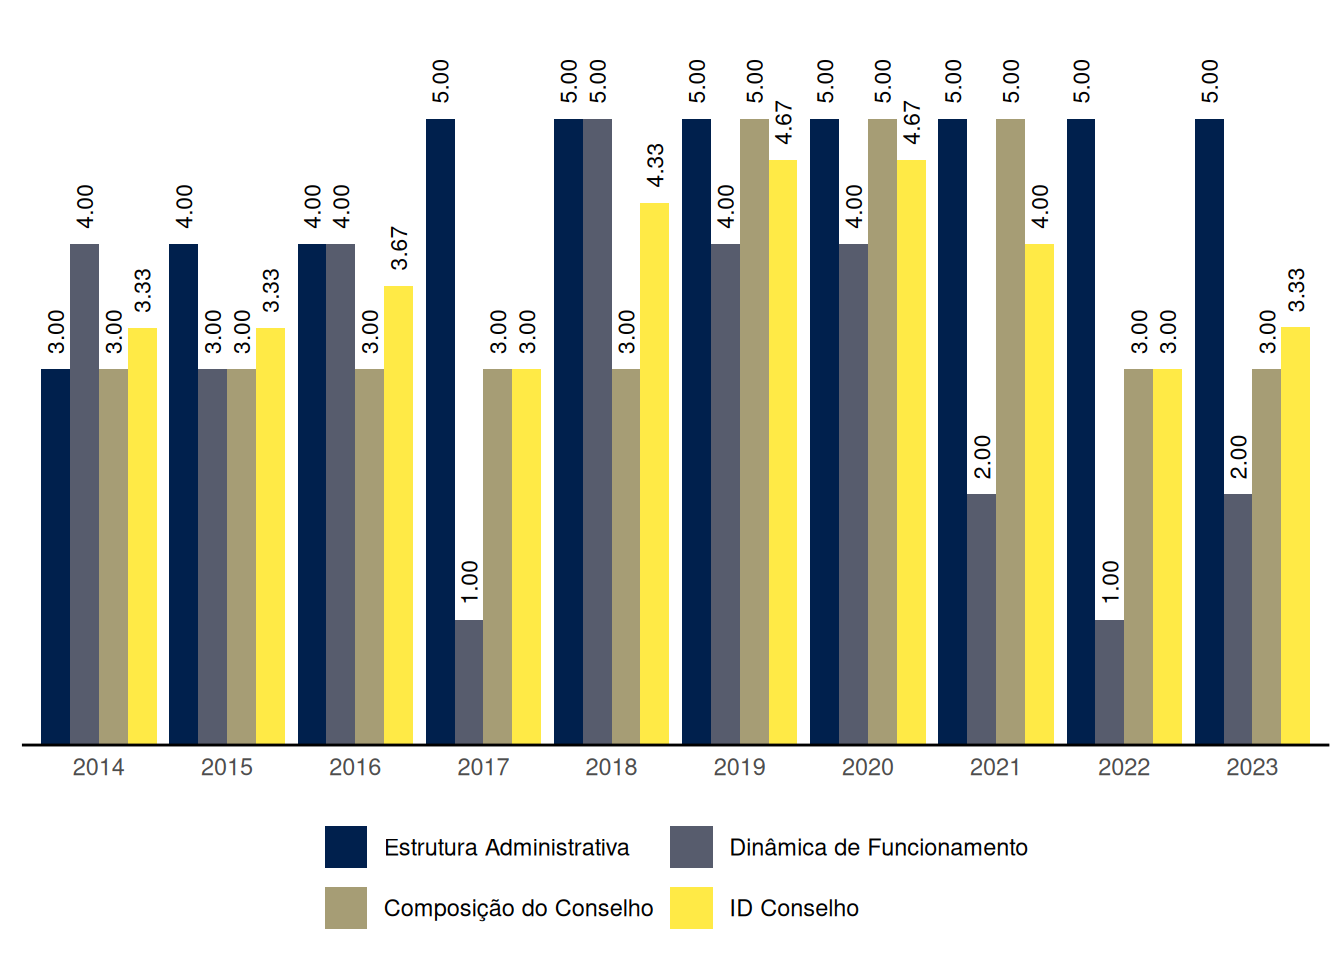 3.00 4.00 3.00 3.33
4.00 3.00 3.00 3.33
4.00 4.00 3.00 3.67
5.00 1.00 3.00 3.00
5.00 5.00 3.00 4.33
5.00 4.00 5.00 4.67
5.00 4.00 5.00 4.67
5.00 2.00 5.00 4.00
5.00 1.00 3.00 3.00
5.00 2.00 3.00 3.33
2014 2015 2016 2017 2018 2019 2020 2021 2022 2023
Estrutura Administrativa Dinâmica de Funcionamento
Composição do Conselho ID Conselho